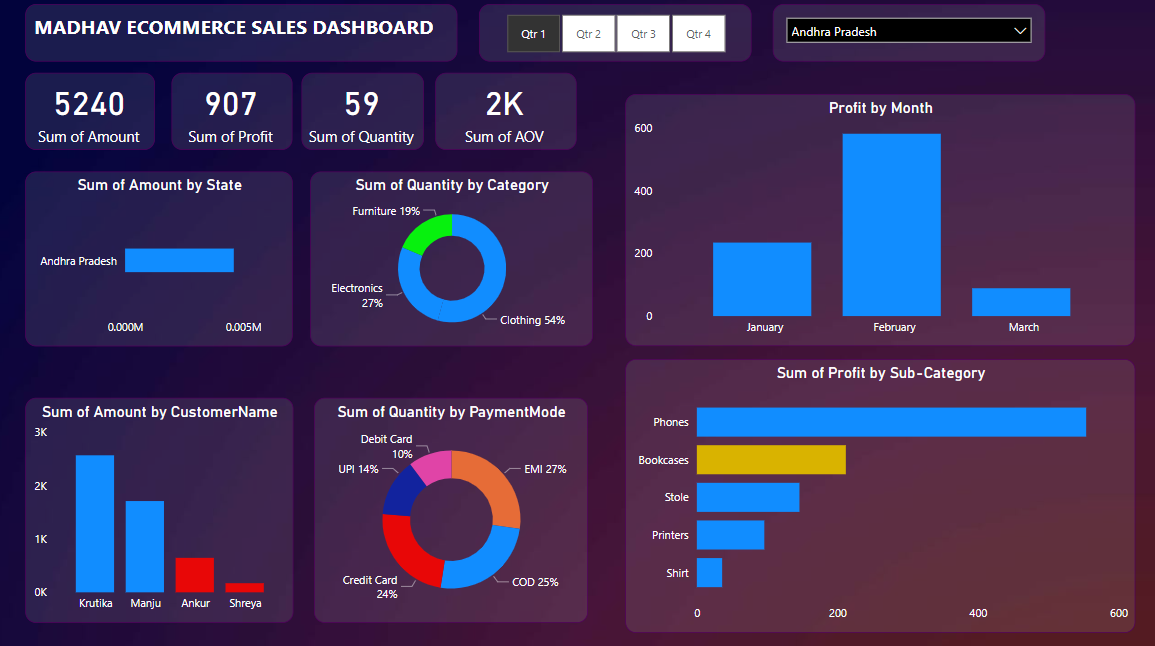 MADHAV ECOMMERCE SALES DASHBOARD
Qtr 1
Qtr 2
Qtr 3
Qtr 4
Andhra Pradesh
5240
Sum of Amount
907
Sum of Profit
59
Sum of Quantity
2K
Sum of AOV
Profit by Month
600
400
200
0
January
February
March
Sum of Amount by State
Andhra Pradesh
0.000M
0.005M
Sum of Quantity by Category
Furniture 19%
Electronics
27%
Clothing 54%
Sum of Profit by Sub-Category
Phones
Bookcases
Stole
Printers
Shirt
0
200
400
600
Sum of Amount by CustomerName
3K
2K
1K
0K
Krutika
Manju
Ankur
Shreya
Sum of Quantity by PaymentMode
Debit Card
10%
UPI 14%
EMI 27%
Credit Card
24%
COD 25%